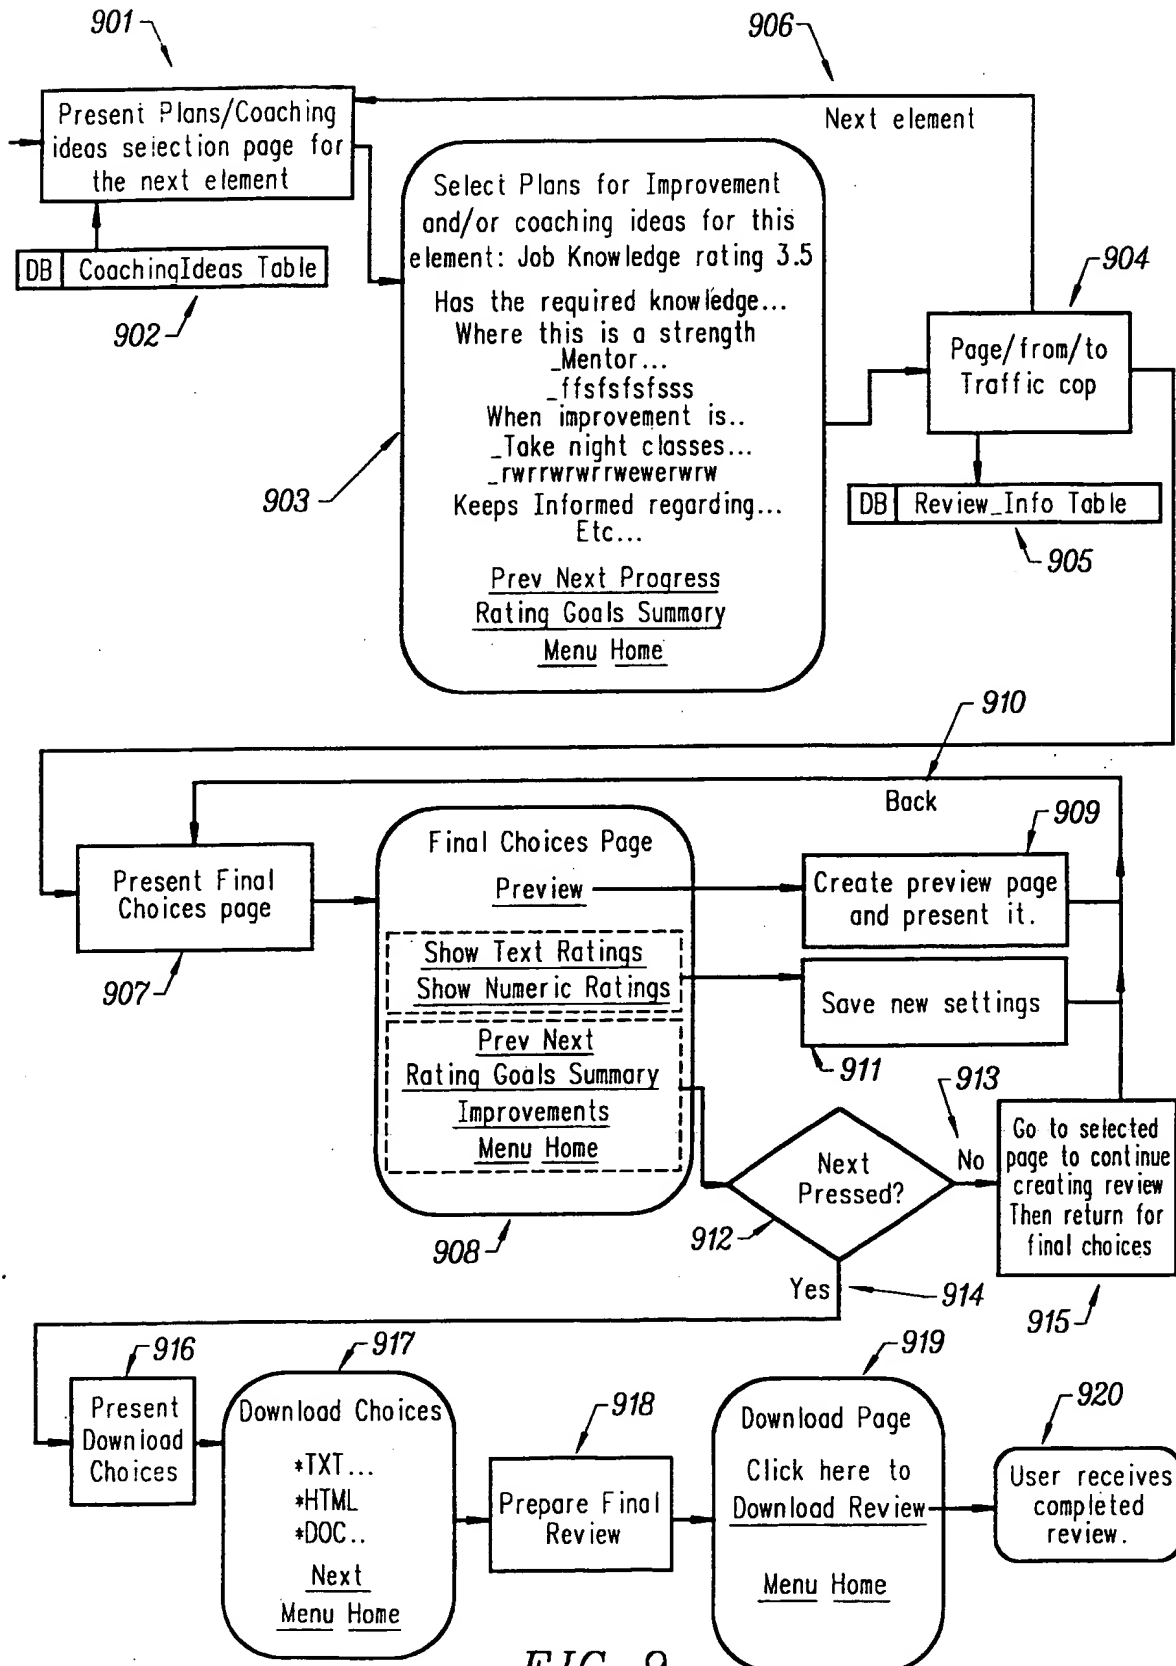 901
906
Present Plans/Coaching
ideas selection page for
the next element
Next element
DB CoachingIdeas Table
902
Select Plans for Improvement
and/or coaching ideas for this
element: Job Knowledge rating 3.5
Has the required knowledge...
Where this is a strength
_Mentor...
_ffsfsfsfsss
When improvement is..
_Take night classes...
_rwrrwrwrrwewerwrw
Keeps Informed regarding...
Etc...
Prev Next Progress
Rating Goals Summary
Menu Home
903
904
Page/from/to
Traffic cop
DB Review_Info Table
905
910
Back
Present Final
Choices page
907
Final Choices Page
Preview
Show Text Ratings
Show Numeric Ratings
Prev Next
Rating Goals Summary
Improvements
Menu Home
908
909
Create preview page
and present it.
Save new settings
911
913
Next
Pressed?
912
No
Go to selected
page to continue
creating review
Then return for
final choices
915
Yes
914
916
Present
Download
Choices
917
Download Choices
*TXT...
*HTML
*DOC..
Next
Menu Home
918
Prepare Final
Review
919
Download Page
Click here to
Download Review
Menu Home
920
User receives
completed
review.
FIG. 9